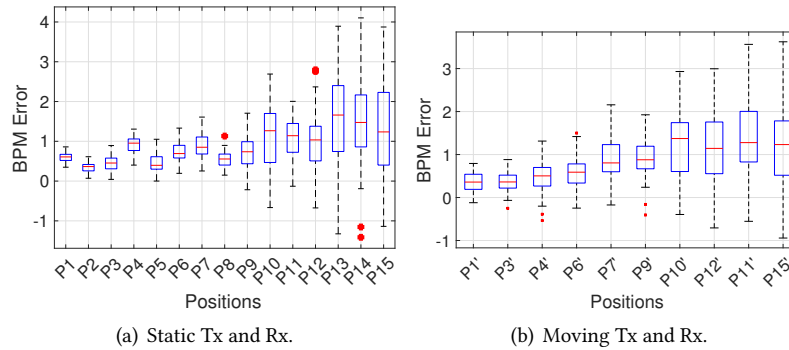 4
3
2
1
0
-1
BPM Error
P1 P2 P3 P4 P5 P6 P7 P8 P9 P10 P11 P12 P13 P14 P15
Positions
(a) Static Tx and Rx.
3
2
1
0
-1
BPM Error
P1' P3' P4' P6' P7' P9' P10' P12' P11' P15'
Positions
(b) Moving Tx and Rx.